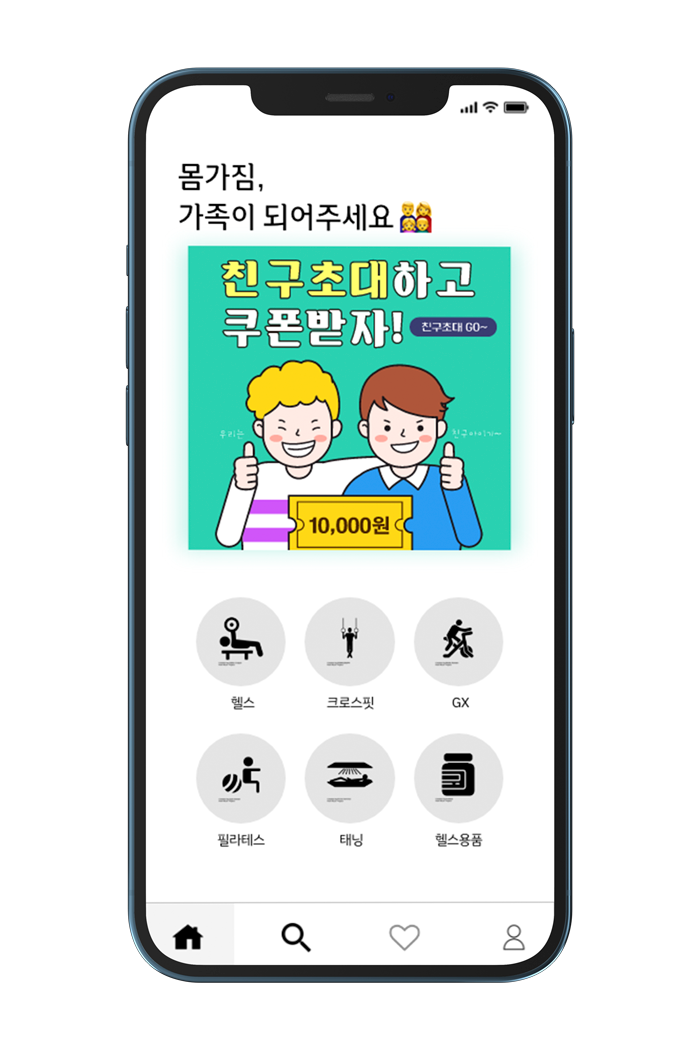 몸가짐,
가족이 되어주세요
친구초대하고
쿠폰받자!
친구초대 GO~
우리는
친구아이가~
10,000원
헬스
크로스핏
GX
필라테스
태닝
헬스용품